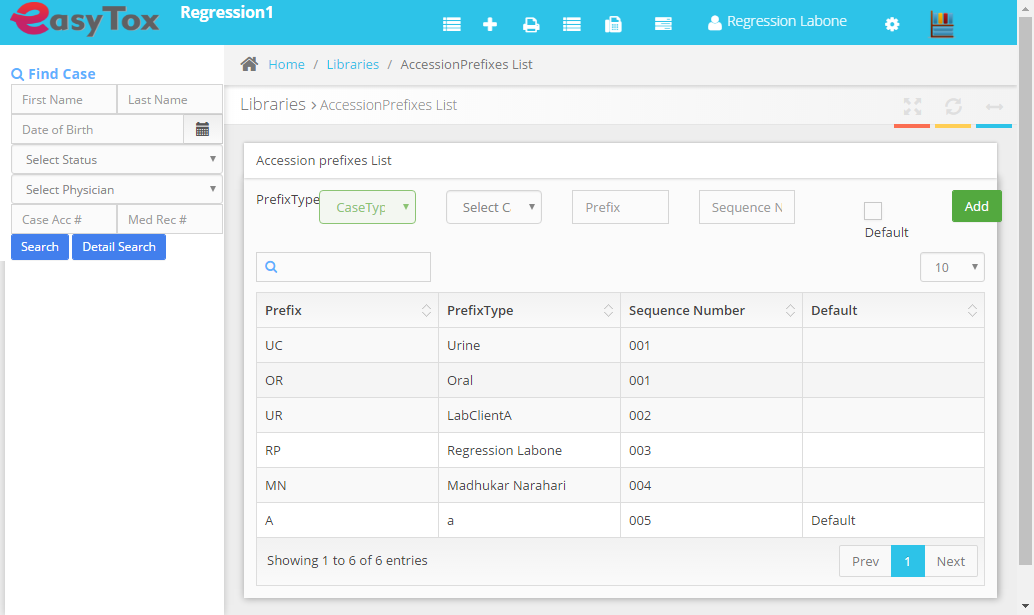 easyTox
Regression1
Regression Labone
Find Case
First Name Last Name
Date of Birth
Select Status
Select Physician
Case Acc # Med Rec #
Search Detail Search
Home / Libraries / AccessionPrefixes List
Libraries › AccessionPrefixes List
Accession prefixes List
PrefixType CaseTyp Select C Prefix Sequence N Default Add
10
Prefix PrefixType Sequence Number Default
UC Urine 001
OR Oral 001
UR LabClientA 002
RP Regression Labone 003
MN Madhukar Narahari 004
A a 005 Default
Showing 1 to 6 of 6 entries Prev 1 Next